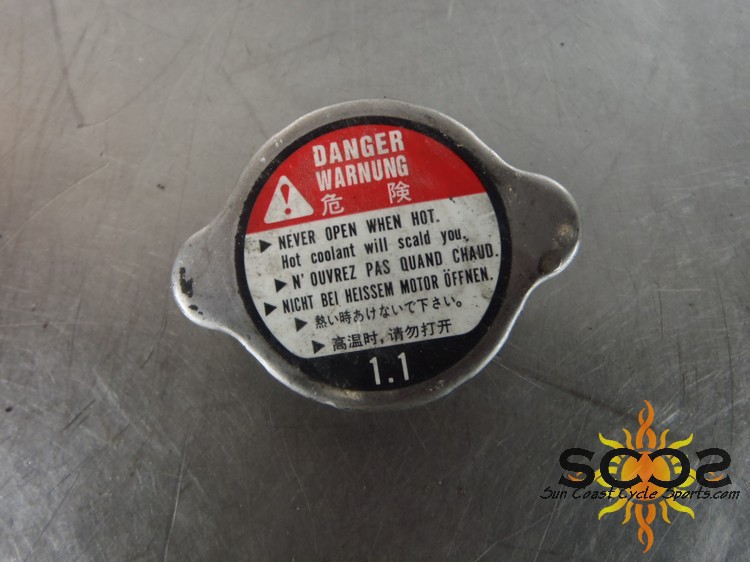 DANGER
WARNUNG
危 険
▶ NEVER OPEN WHEN HOT.
Hot coolant will scald you.
▶ N' OUVREZ PAS QUAND CHAUD.
▶ NICHT BEI HEISSEM MOTOR ÖFFNEN.
▶ 熱い時あけないで下さい。
▶ 高温时,请勿打开
1.1
SCCS
Sun Coast Cycle Sports.com